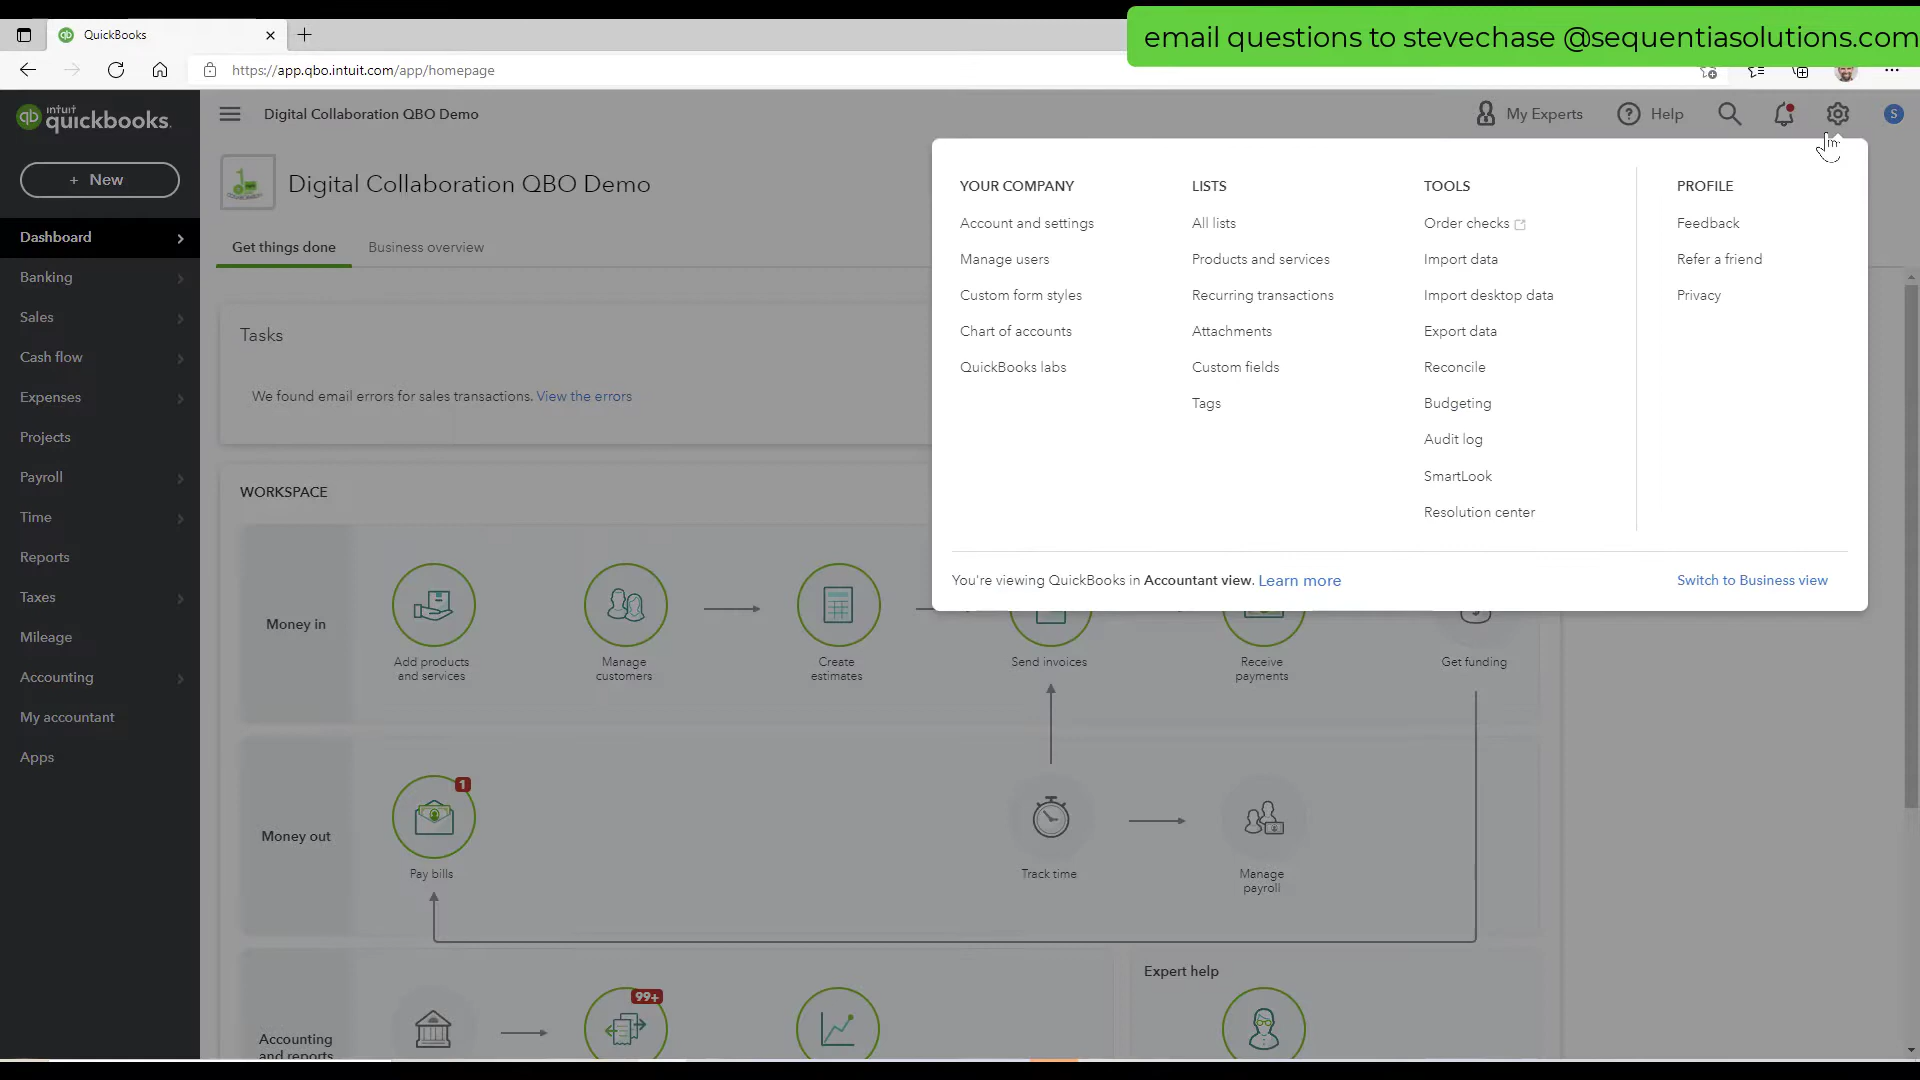 QuickBooks
email questions to stevechase @sequentiasolutions.com
https://app.qbo.intuit.com/app/homepage
qb intuit quickbooks.
Digital Collaboration QBO Demo
My Experts
Help
S
+ New
Digital Collaboration QBO Demo
Get things done
Business overview
Dashboard
Banking
Sales
Cash flow
Expenses
Projects
Payroll
Time
Reports
Taxes
Mileage
Accounting
My accountant
Apps
YOUR COMPANY
Account and settings
Manage users
Custom form styles
Chart of accounts
QuickBooks labs
LISTS
All lists
Products and services
Recurring transactions
Attachments
Custom fields
Tags
TOOLS
Order checks
Import data
Import desktop data
Export data
Reconcile
Budgeting
Audit log
SmartLook
Resolution center
PROFILE
Feedback
Refer a friend
Privacy
You're viewing QuickBooks in Accountant view. Learn more
Switch to Business view
Tasks
We found email errors for sales transactions. View the errors
WORKSPACE
Money in
Add products
and services
Manage
customers
Create
estimates
Send invoices
Receive
payments
Get funding
Money out
1
Pay bills
Track time
Manage
payroll
Accounting
and reports
99+
Expert help